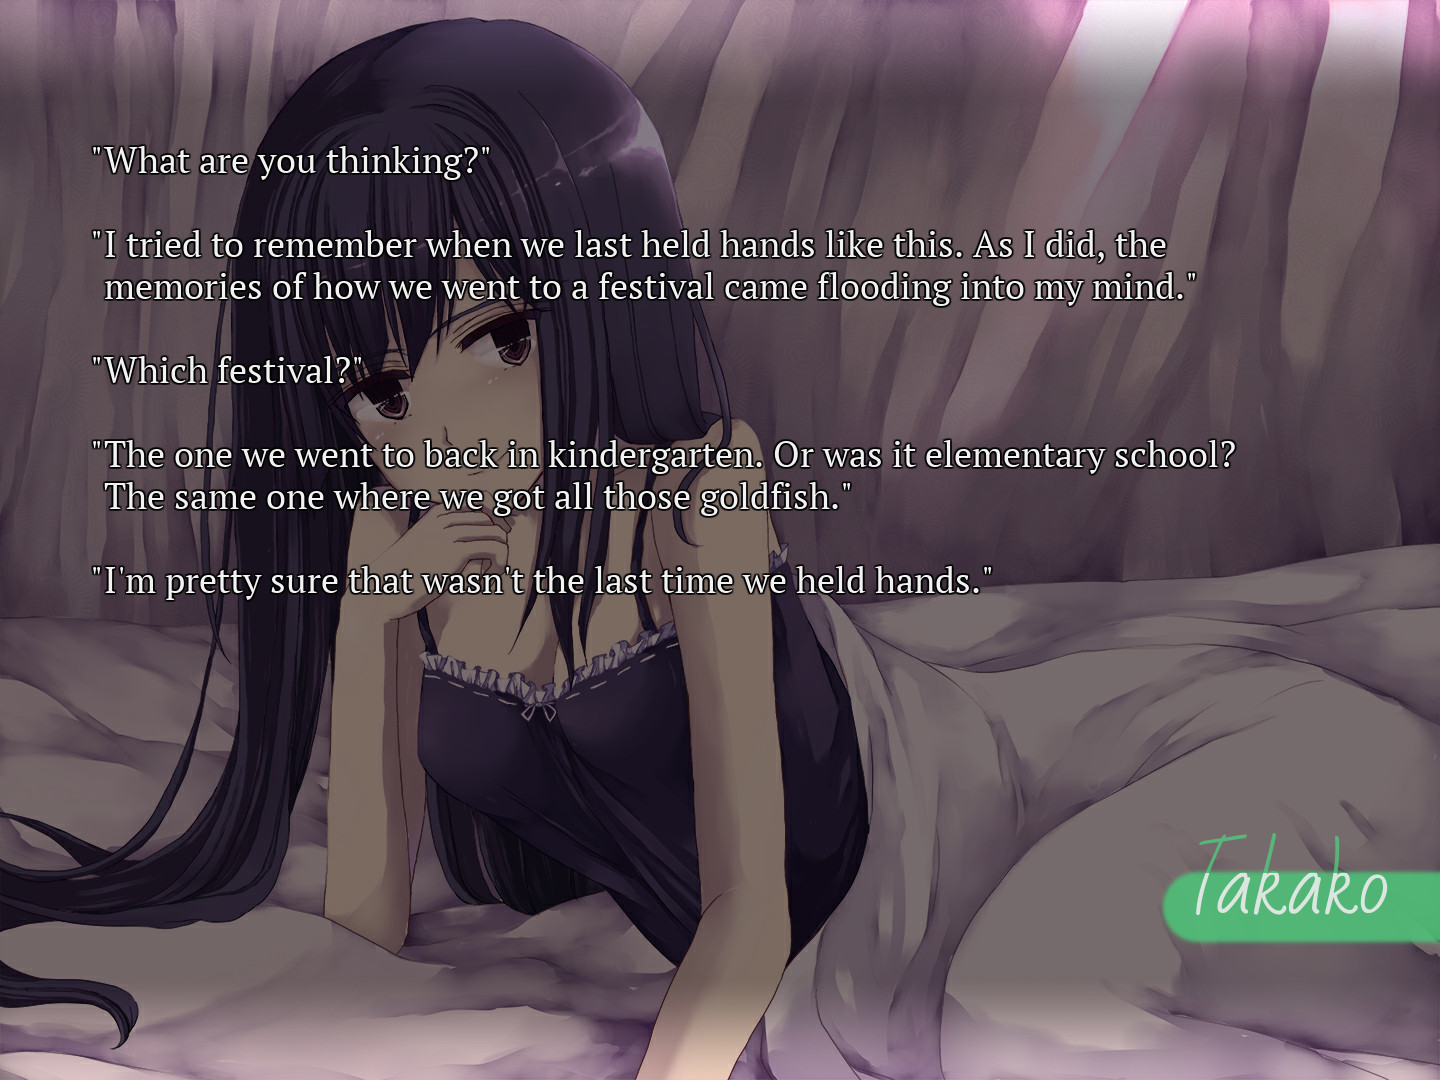 "What are you thinking?"
"I tried to remember when we last held hands like this. As I did, the
memories of how we went to a festival came flooding into my mind."
"Which festival?"
"The one we went to back in kindergarten. Or was it elementary school?
The same one where we got all those goldfish."
"I'm pretty sure that wasn't the last time we held hands."
Takako